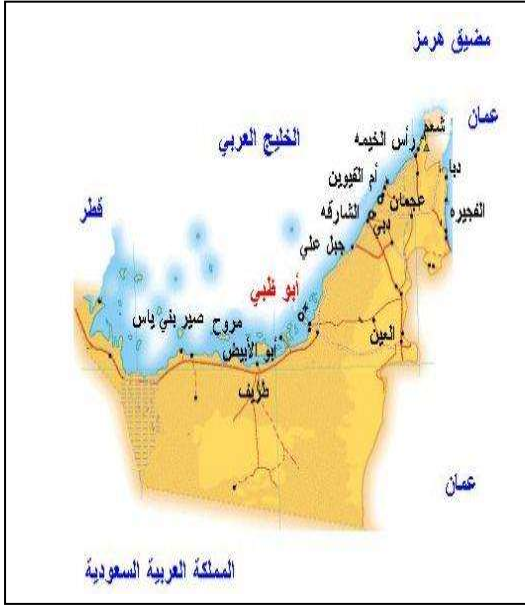 مضيق هرمز
عمان
شعم
رأس الخيمه
الخليج العربي
دبا
أم القيوين
عجمان
الفجيره
الشارقه
دبي
قطر
جبل علي
أبو ظبي
مروح
صير بني ياس
العين
بو الأبيض
طريف
عمان
المملكة العربية السعودية